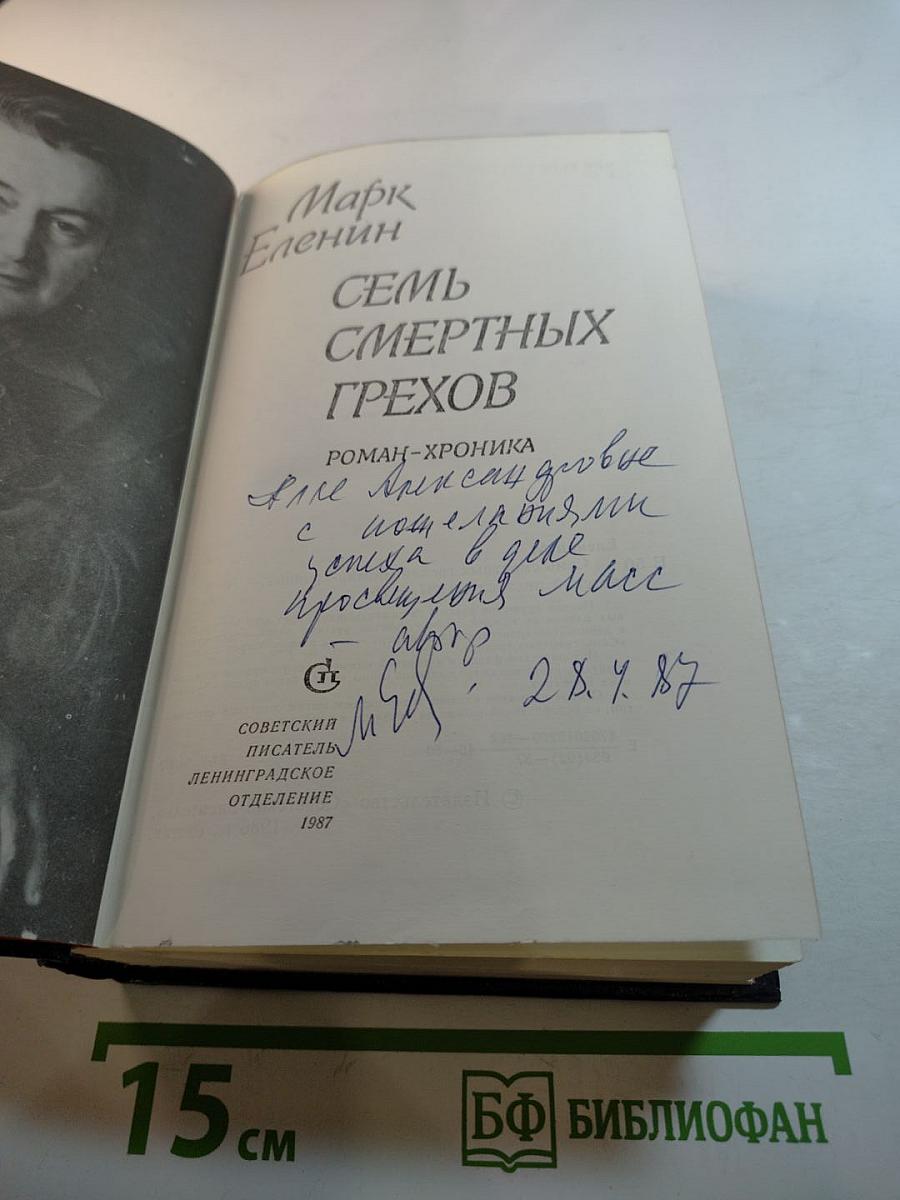 Марк
Еленин
СЕМЬ
СМЕРТНЫХ
ГРЕХОВ
РОМАН-ХРОНИКА
Алле Александровне
с пожеланиями
успеха в деле
просвещения масс
– автор
28.4.87
СОВЕТСКИЙ
ПИСАТЕЛЬ
ЛЕНИНГРАДСКОЕ
ОТДЕЛЕНИЕ
1987
15 см
БФ БИБЛИОФАН